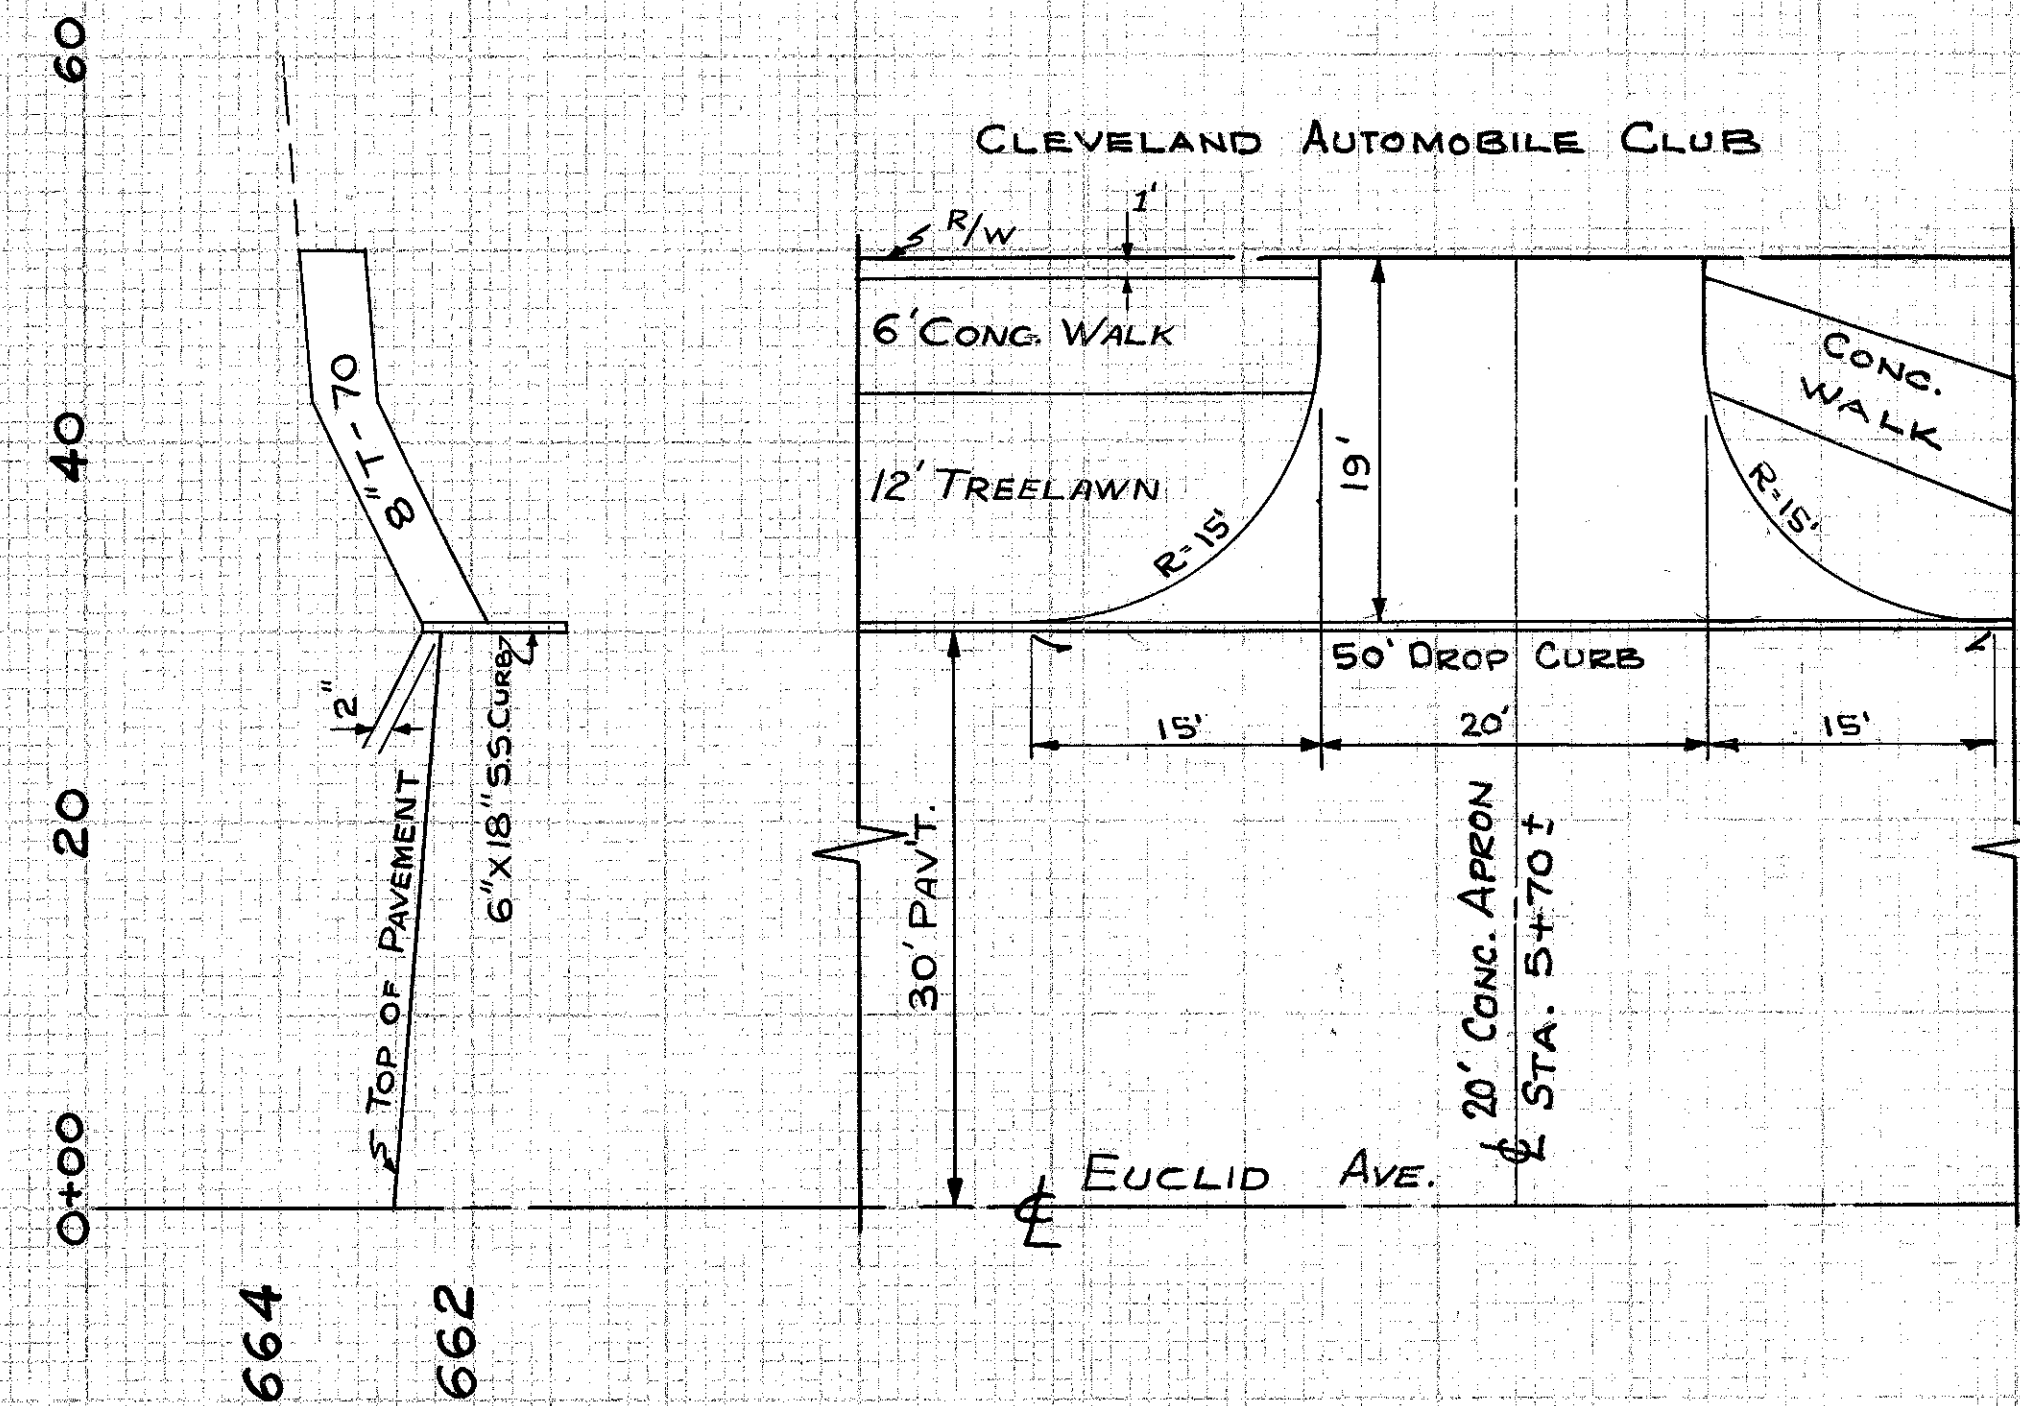 60
40
20
0+00
664
662
8" T-70
2"
TOP OF PAVEMENT
6" X 18" S.S. CURB
CLEVELAND AUTOMOBILE CLUB
R/W
1'
6' CONC. WALK
12' TREELAWN
R=15'
19'
CONC.
WALK
R=15'
50' DROP CURB
15'
20'
15'
30' PAV'T.
20' CONC. APRON
℄ STA. 5+70 ±
℄ EUCLID AVE.